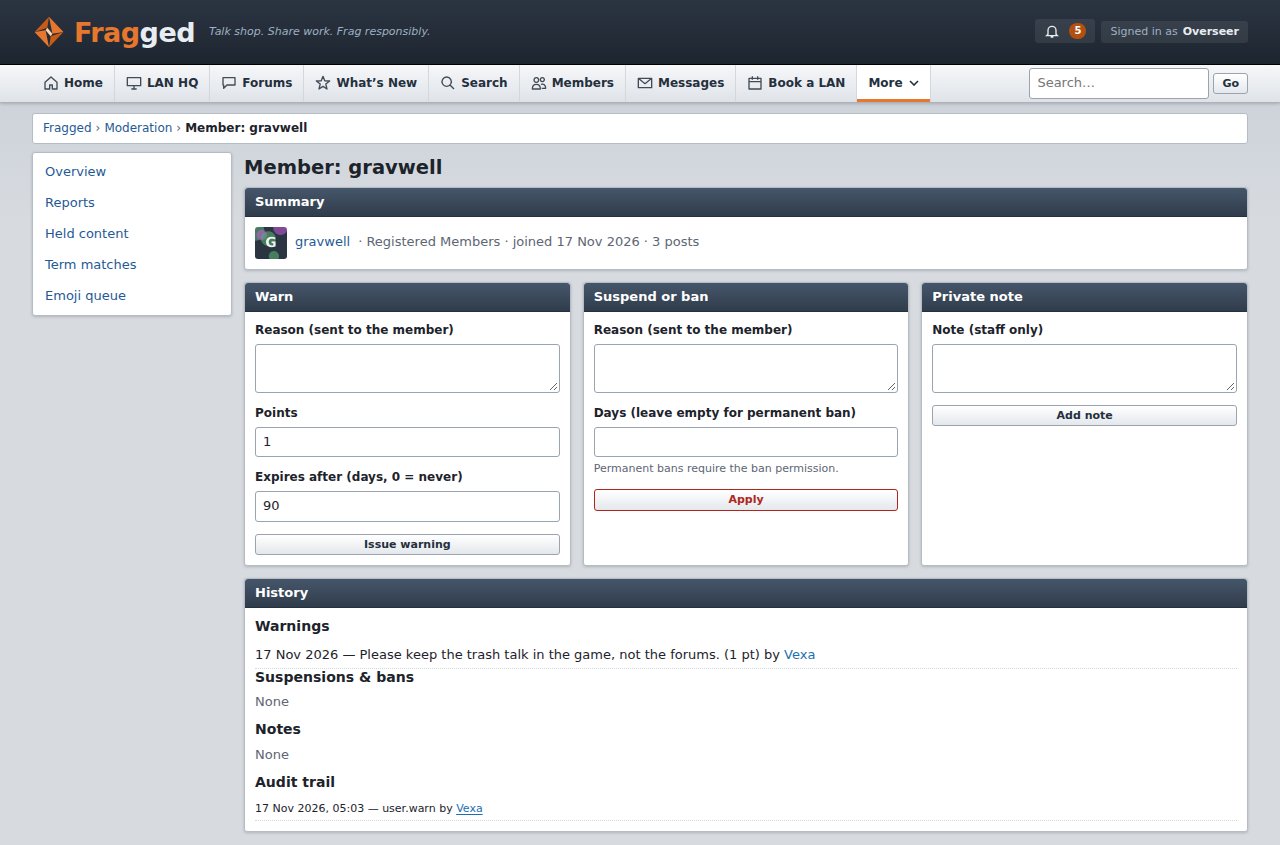 Fragged
Talk shop. Share work. Frag responsibly.
5
Signed in as Overseer
Home
LAN HQ
Forums
What’s New
Search
Members
Messages
Book a LAN
More
Search…
Go
Fragged › Moderation › Member: gravwell
Overview
Reports
Held content
Term matches
Emoji queue
Member: gravwell
Summary
G
gravwell · Registered Members · joined 17 Nov 2026 · 3 posts
Warn
Reason (sent to the member)
Points
1
Expires after (days, 0 = never)
90
Issue warning
Suspend or ban
Reason (sent to the member)
Days (leave empty for permanent ban)
Permanent bans require the ban permission.
Apply
Private note
Note (staff only)
Add note
History
Warnings
17 Nov 2026 — Please keep the trash talk in the game, not the forums. (1 pt) by Vexa
Suspensions & bans
None
Notes
None
Audit trail
17 Nov 2026, 05:03 — user.warn by Vexa